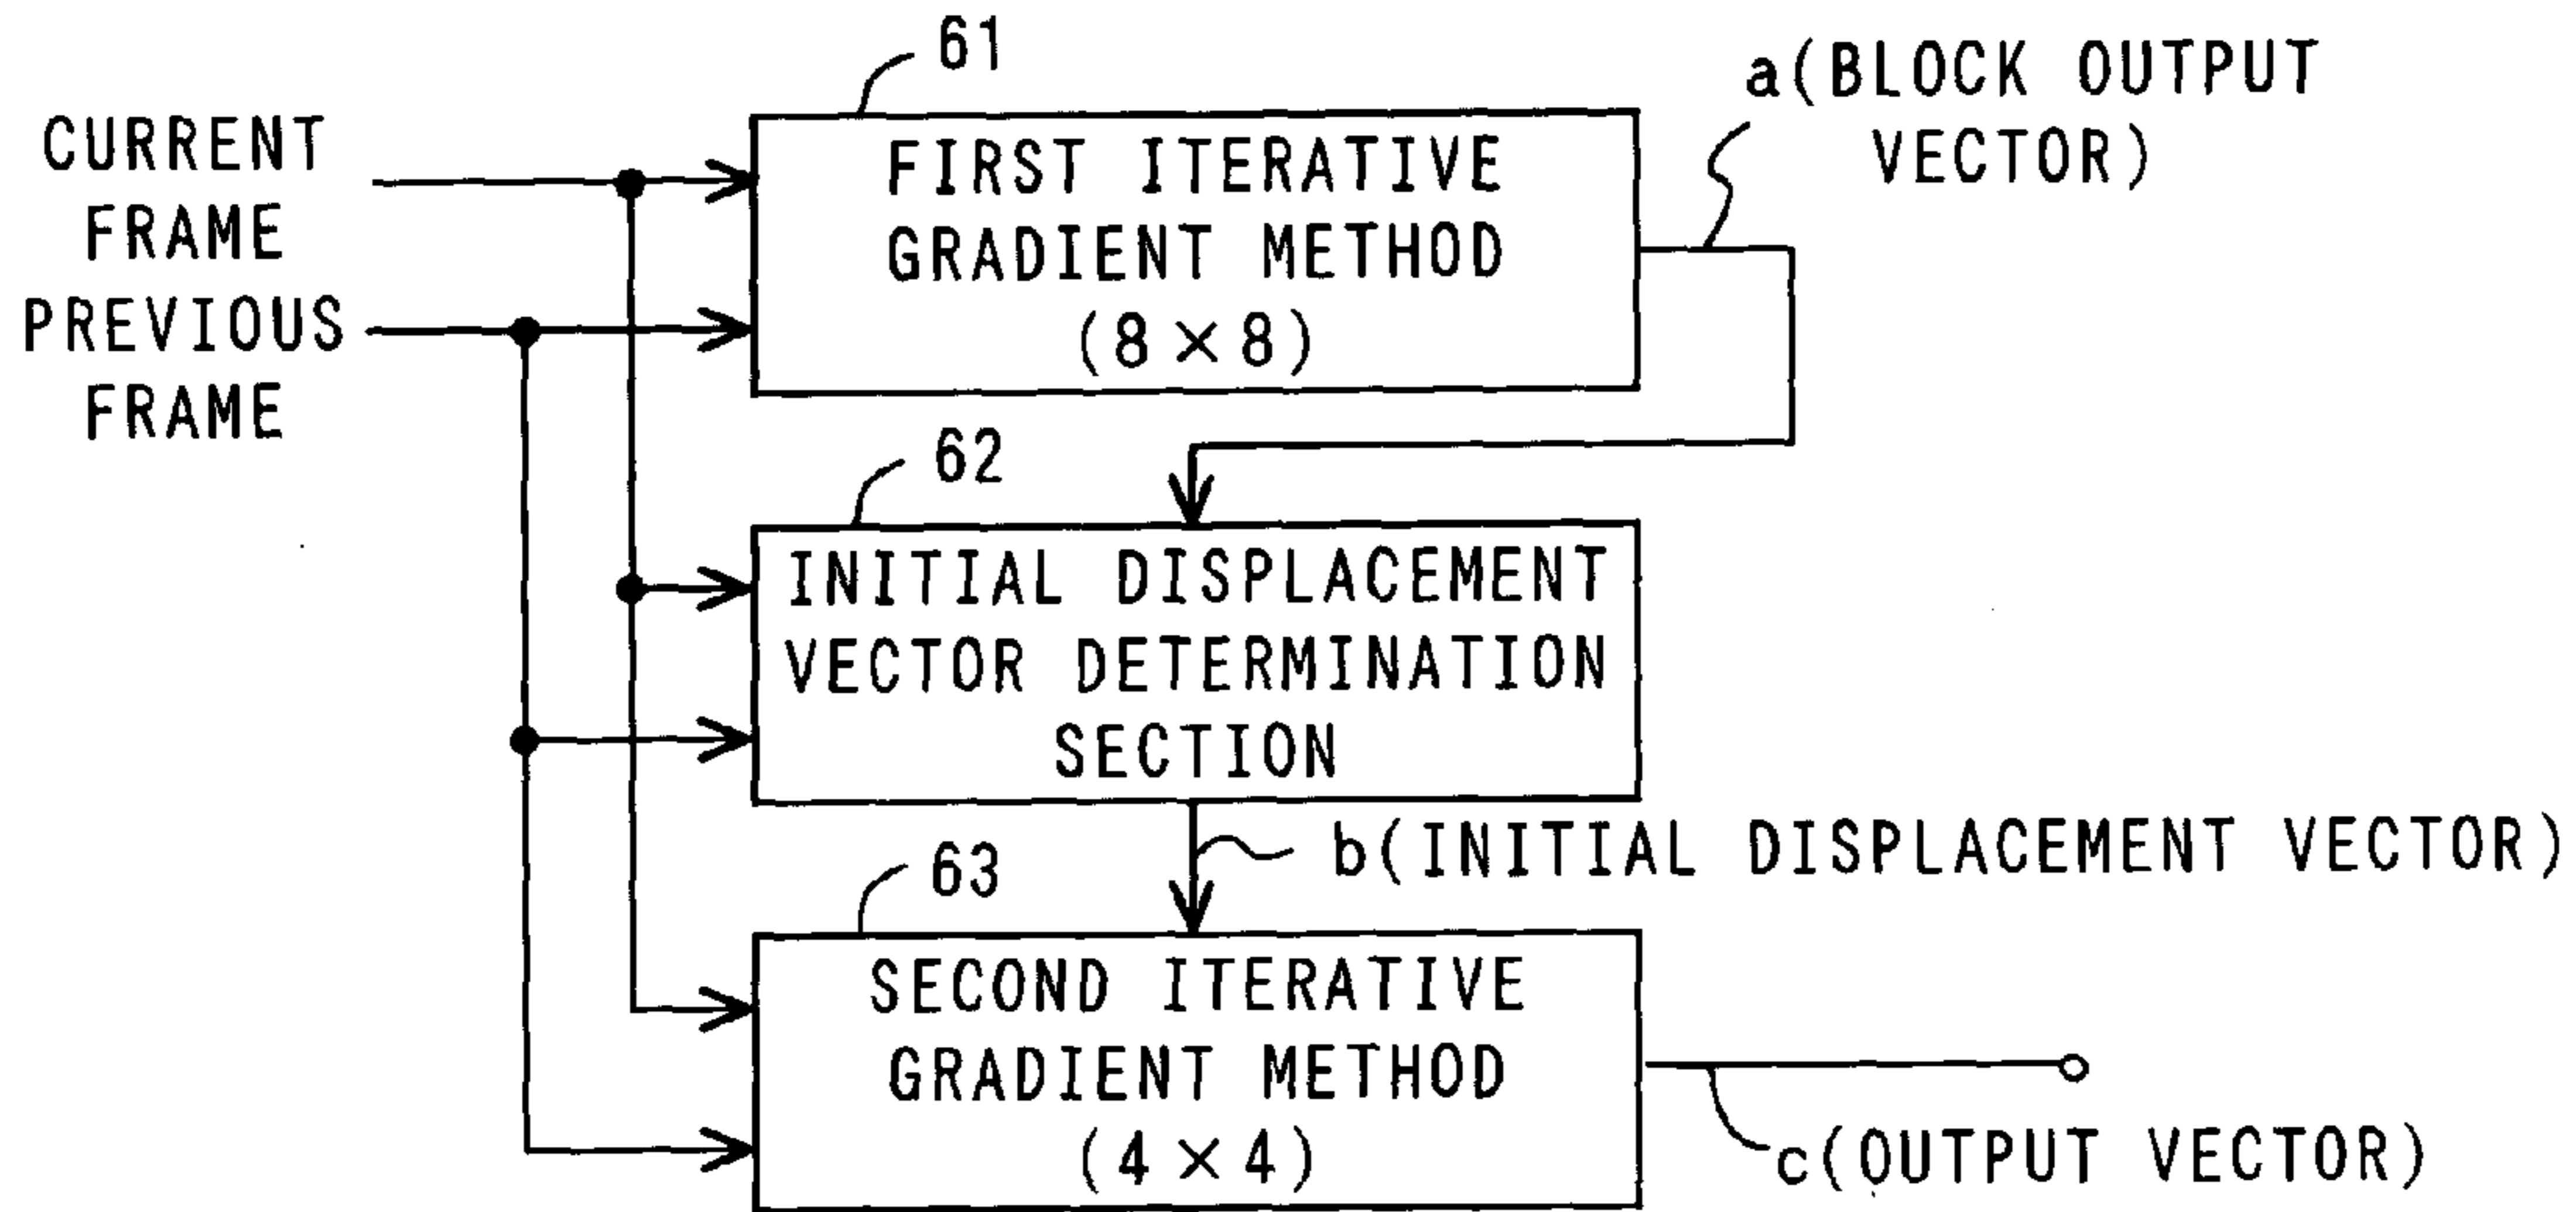 61
a(BLOCK OUTPUT
VECTOR)
CURRENT
FRAME
PREVIOUS
FRAME
FIRST ITERATIVE
GRADIENT METHOD
(8×8)
62
INITIAL DISPLACEMENT
VECTOR DETERMINATION
SECTION
b(INITIAL DISPLACEMENT VECTOR)
63
SECOND ITERATIVE
GRADIENT METHOD
(4×4)
c(OUTPUT VECTOR)